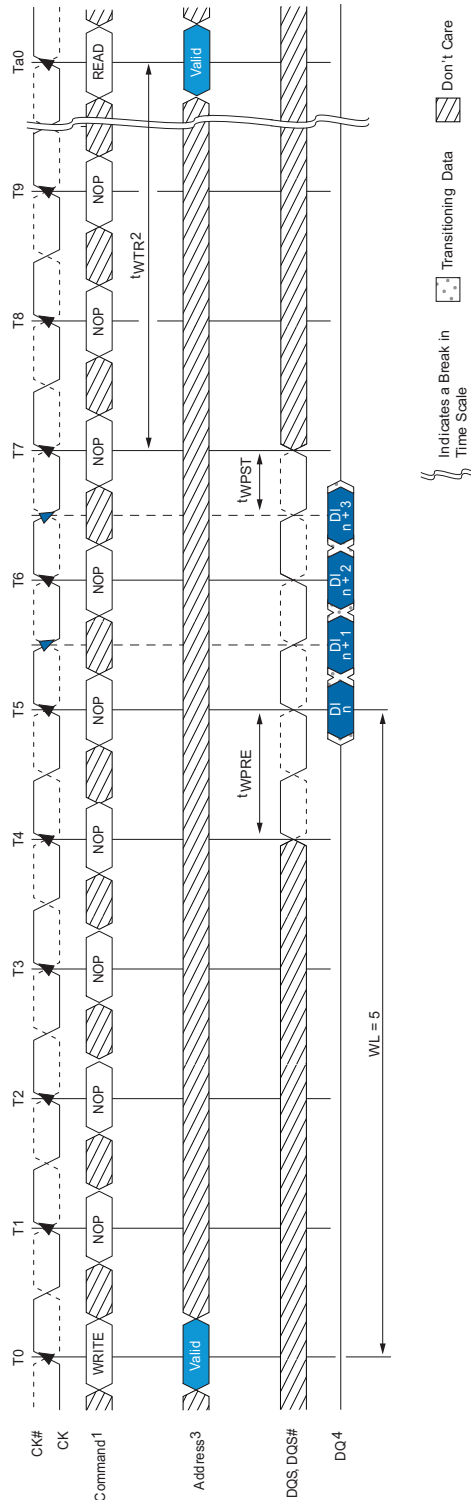 T0 T1 T2 T3 T4 T5 T6 T7 T8 T9 Ta0
CK#
CK
Command1 WRITE NOP NOP NOP NOP NOP NOP NOP NOP NOP READ
tWTR2
Address3 Valid Valid
tWPRE tWPST
DQS, DQS#
DQ4 DI n DI n + 1 DI n + 2 DI n + 3
WL = 5
Indicates a Break in
Time Scale
Transitioning Data
Don't Care